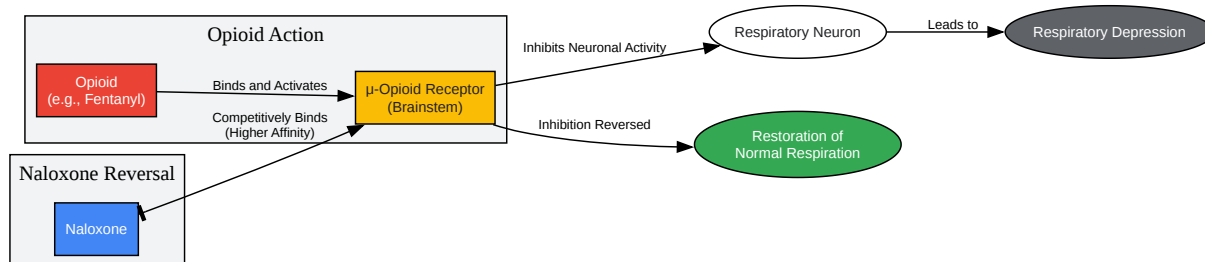 Opioid Action
Opioid
(e.g., Fentanyl)
Binds and Activates
μ-Opioid Receptor
(Brainstem)
Inhibits Neuronal Activity
Respiratory Neuron
Leads to
Respiratory Depression
Competitively Binds
(Higher Affinity)
Inhibition Reversed
Restoration of
Normal Respiration
Naloxone Reversal
Naloxone